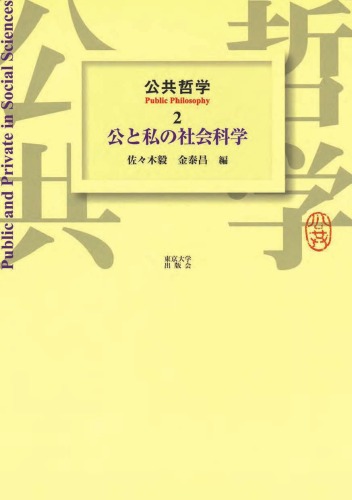 公共
哲学
Public and Private in Social Sciences
公共哲学
Public Philosophy
2
公と私の社会科学
佐々木毅 金泰昌 編
公共
東京大学
出版会